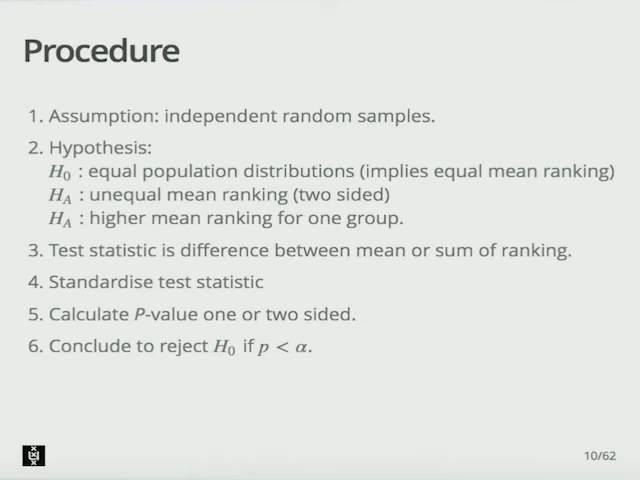 Procedure
1. Assumption: independent random samples.
2. Hypothesis:
H₀ : equal population distributions (implies equal mean ranking)
H_A : unequal mean ranking (two sided)
H_A : higher mean ranking for one group.
3. Test statistic is difference between mean or sum of ranking.
4. Standardise test statistic
5. Calculate P-value one or two sided.
6. Conclude to reject H₀ if p < α.
10/62